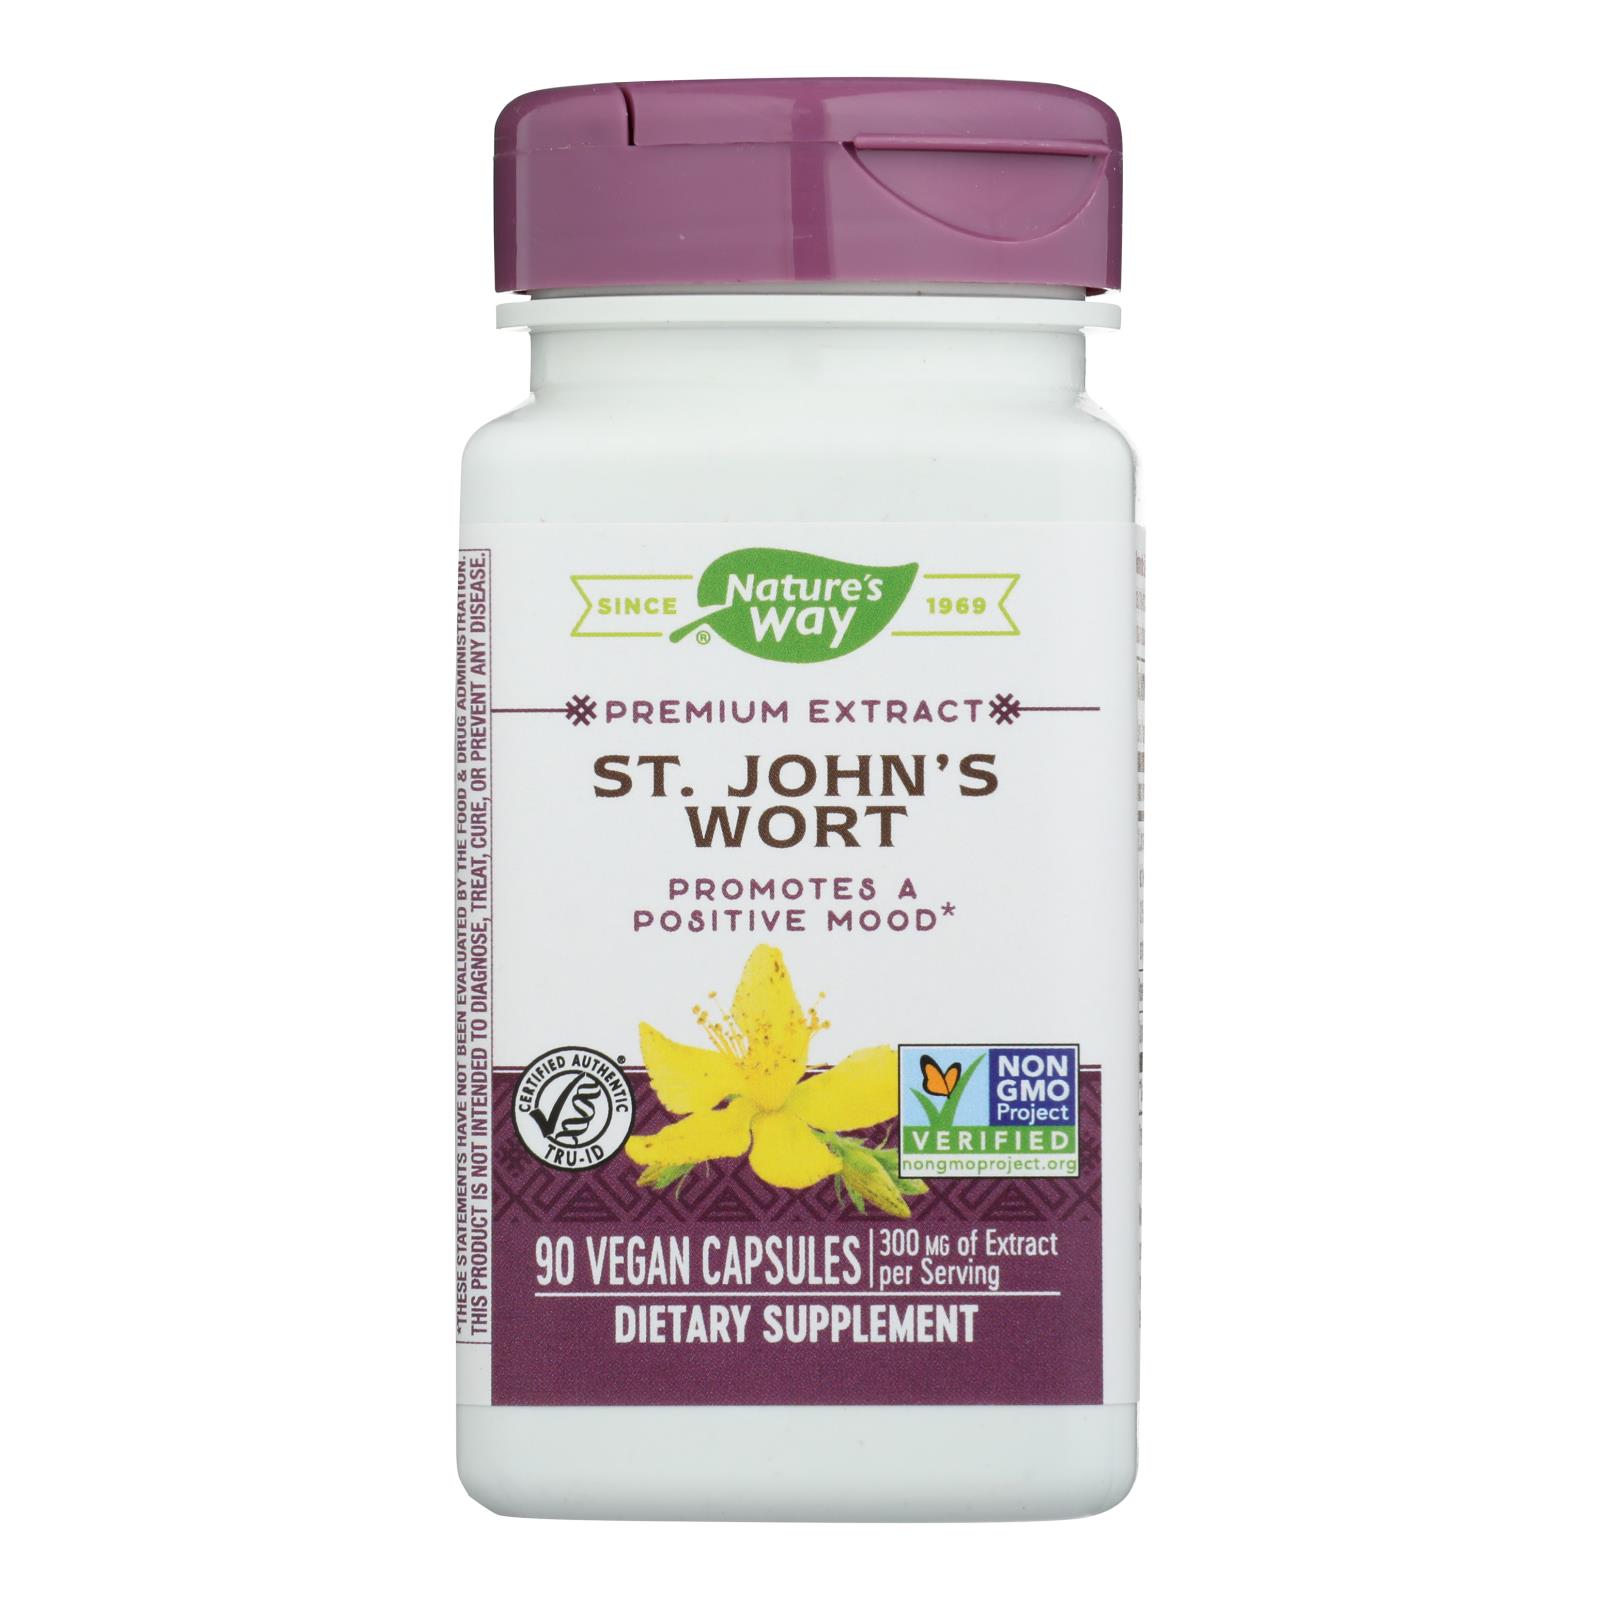 SINCE
Nature's
Way®
1969
PREMIUM EXTRACT
ST. JOHN'S
WORT
PROMOTES A
POSITIVE MOOD*
CERTIFIED AUTHENTIC®
TRU-ID
NON
GMO
Project
VERIFIED
nongmoproject.org
90 VEGAN CAPSULES
300 MG of Extract
per Serving
DIETARY SUPPLEMENT
*THESE STATEMENTS HAVE NOT BEEN EVALUATED BY THE FOOD & DRUG ADMINISTRATION.
THIS PRODUCT IS NOT INTENDED TO DIAGNOSE, TREAT, CURE, OR PREVENT ANY DISEASE.